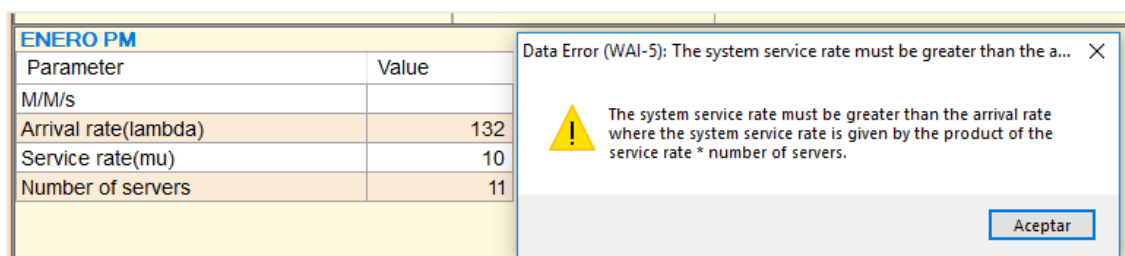 ENERO PM
Parameter Value
M/M/s
Arrival rate(lambda) 132
Service rate(mu) 10
Number of servers 11
Data Error (WAI-5): The system service rate must be greater than the a...
The system service rate must be greater than the arrival rate
where the system service rate is given by the product of the
service rate * number of servers.
Aceptar